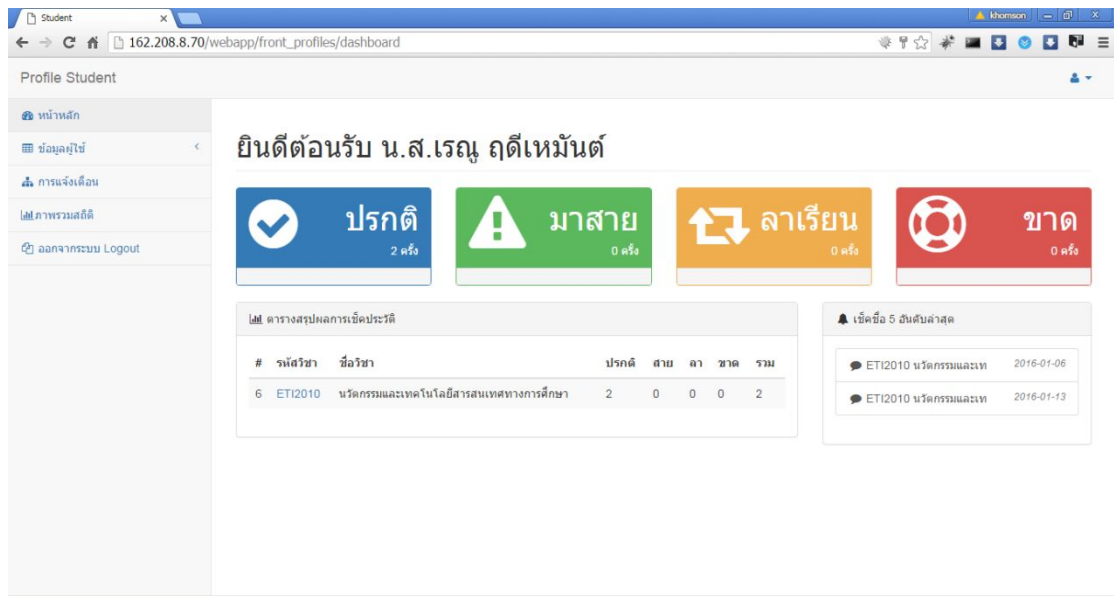 Student
khomson
162.208.8.70/webapp/front_profiles/dashboard
Profile Student
หน้าหลัก
ข้อมูลผู้ใช้
การแจ้งเตือน
ภาพรวมสถิติ
ออกจากระบบ Logout
ยินดีต้อนรับ น.ส.เรณู ฤดีเหมันต์
ปรกติ
2 ครั้ง
มาสาย
0 ครั้ง
ลาเรียน
0 ครั้ง
ขาด
0 ครั้ง
ตารางสรุปผลการเช็คประวัติ
# รหัสวิชา ชื่อวิชา ปรกติ สาย ลา ขาด รวม
6 ETI2010 นวัตกรรมและเทคโนโลยีสารสนเทศทางการศึกษา 2 0 0 0 2
เช็คชื่อ 5 อันดับล่าสุด
ETI2010 นวัตกรรมและเท 2016-01-06
ETI2010 นวัตกรรมและเท 2016-01-13